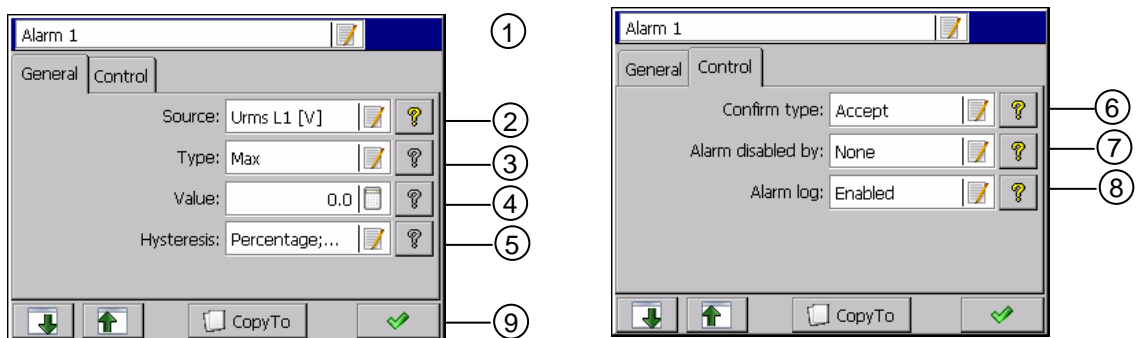 Alarm 1
①
General Control
Source: Urms L1 [V]
②
Type: Max
③
Value: 0.0
④
Hysteresis: Percentage;...
⑤
CopyTo
⑨
Alarm 1
General Control
Confirm type: Accept
⑥
Alarm disabled by: None
⑦
Alarm log: Enabled
⑧
CopyTo